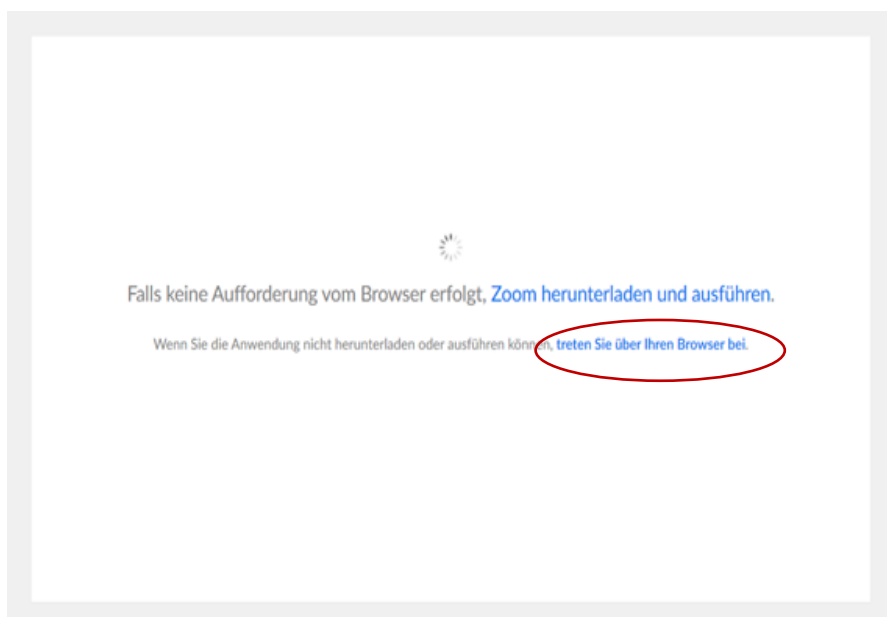 Falls keine Aufforderung vom Browser erfolgt, Zoom herunterladen und ausführen.
Wenn Sie die Anwendung nicht herunterladen oder ausführen können, treten Sie über Ihren Browser bei.